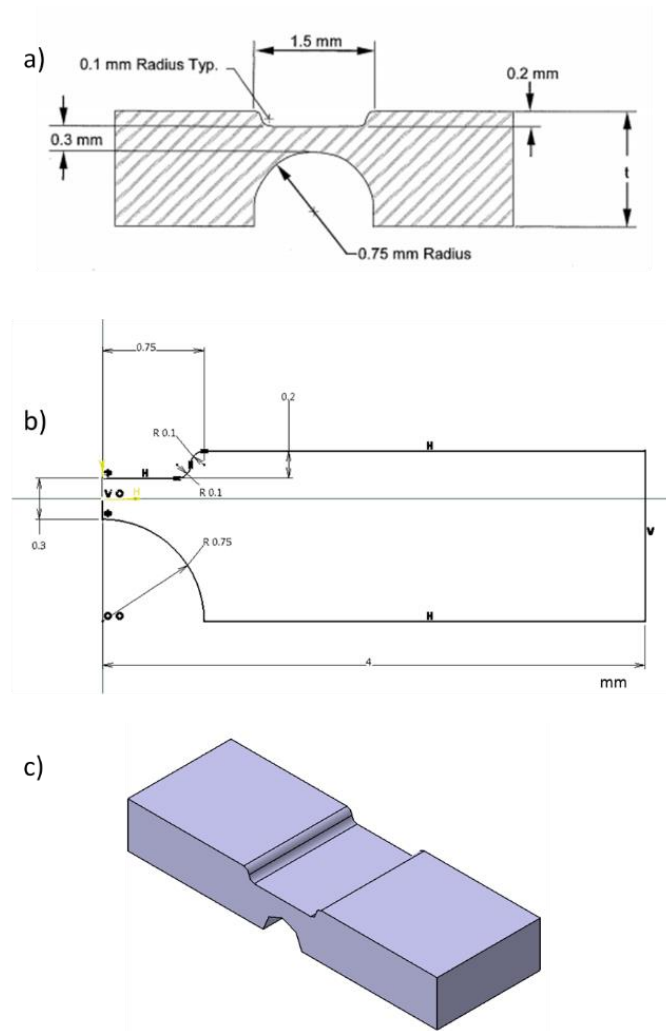 a)
1.5 mm
0.1 mm Radius Typ.
0.2 mm
0.3 mm
t
0.75 mm Radius
b)
0.75
0.2
R 0.1
H
H
R 0.1
V
H
0.3
R 0.75
V
H
4
mm
c)